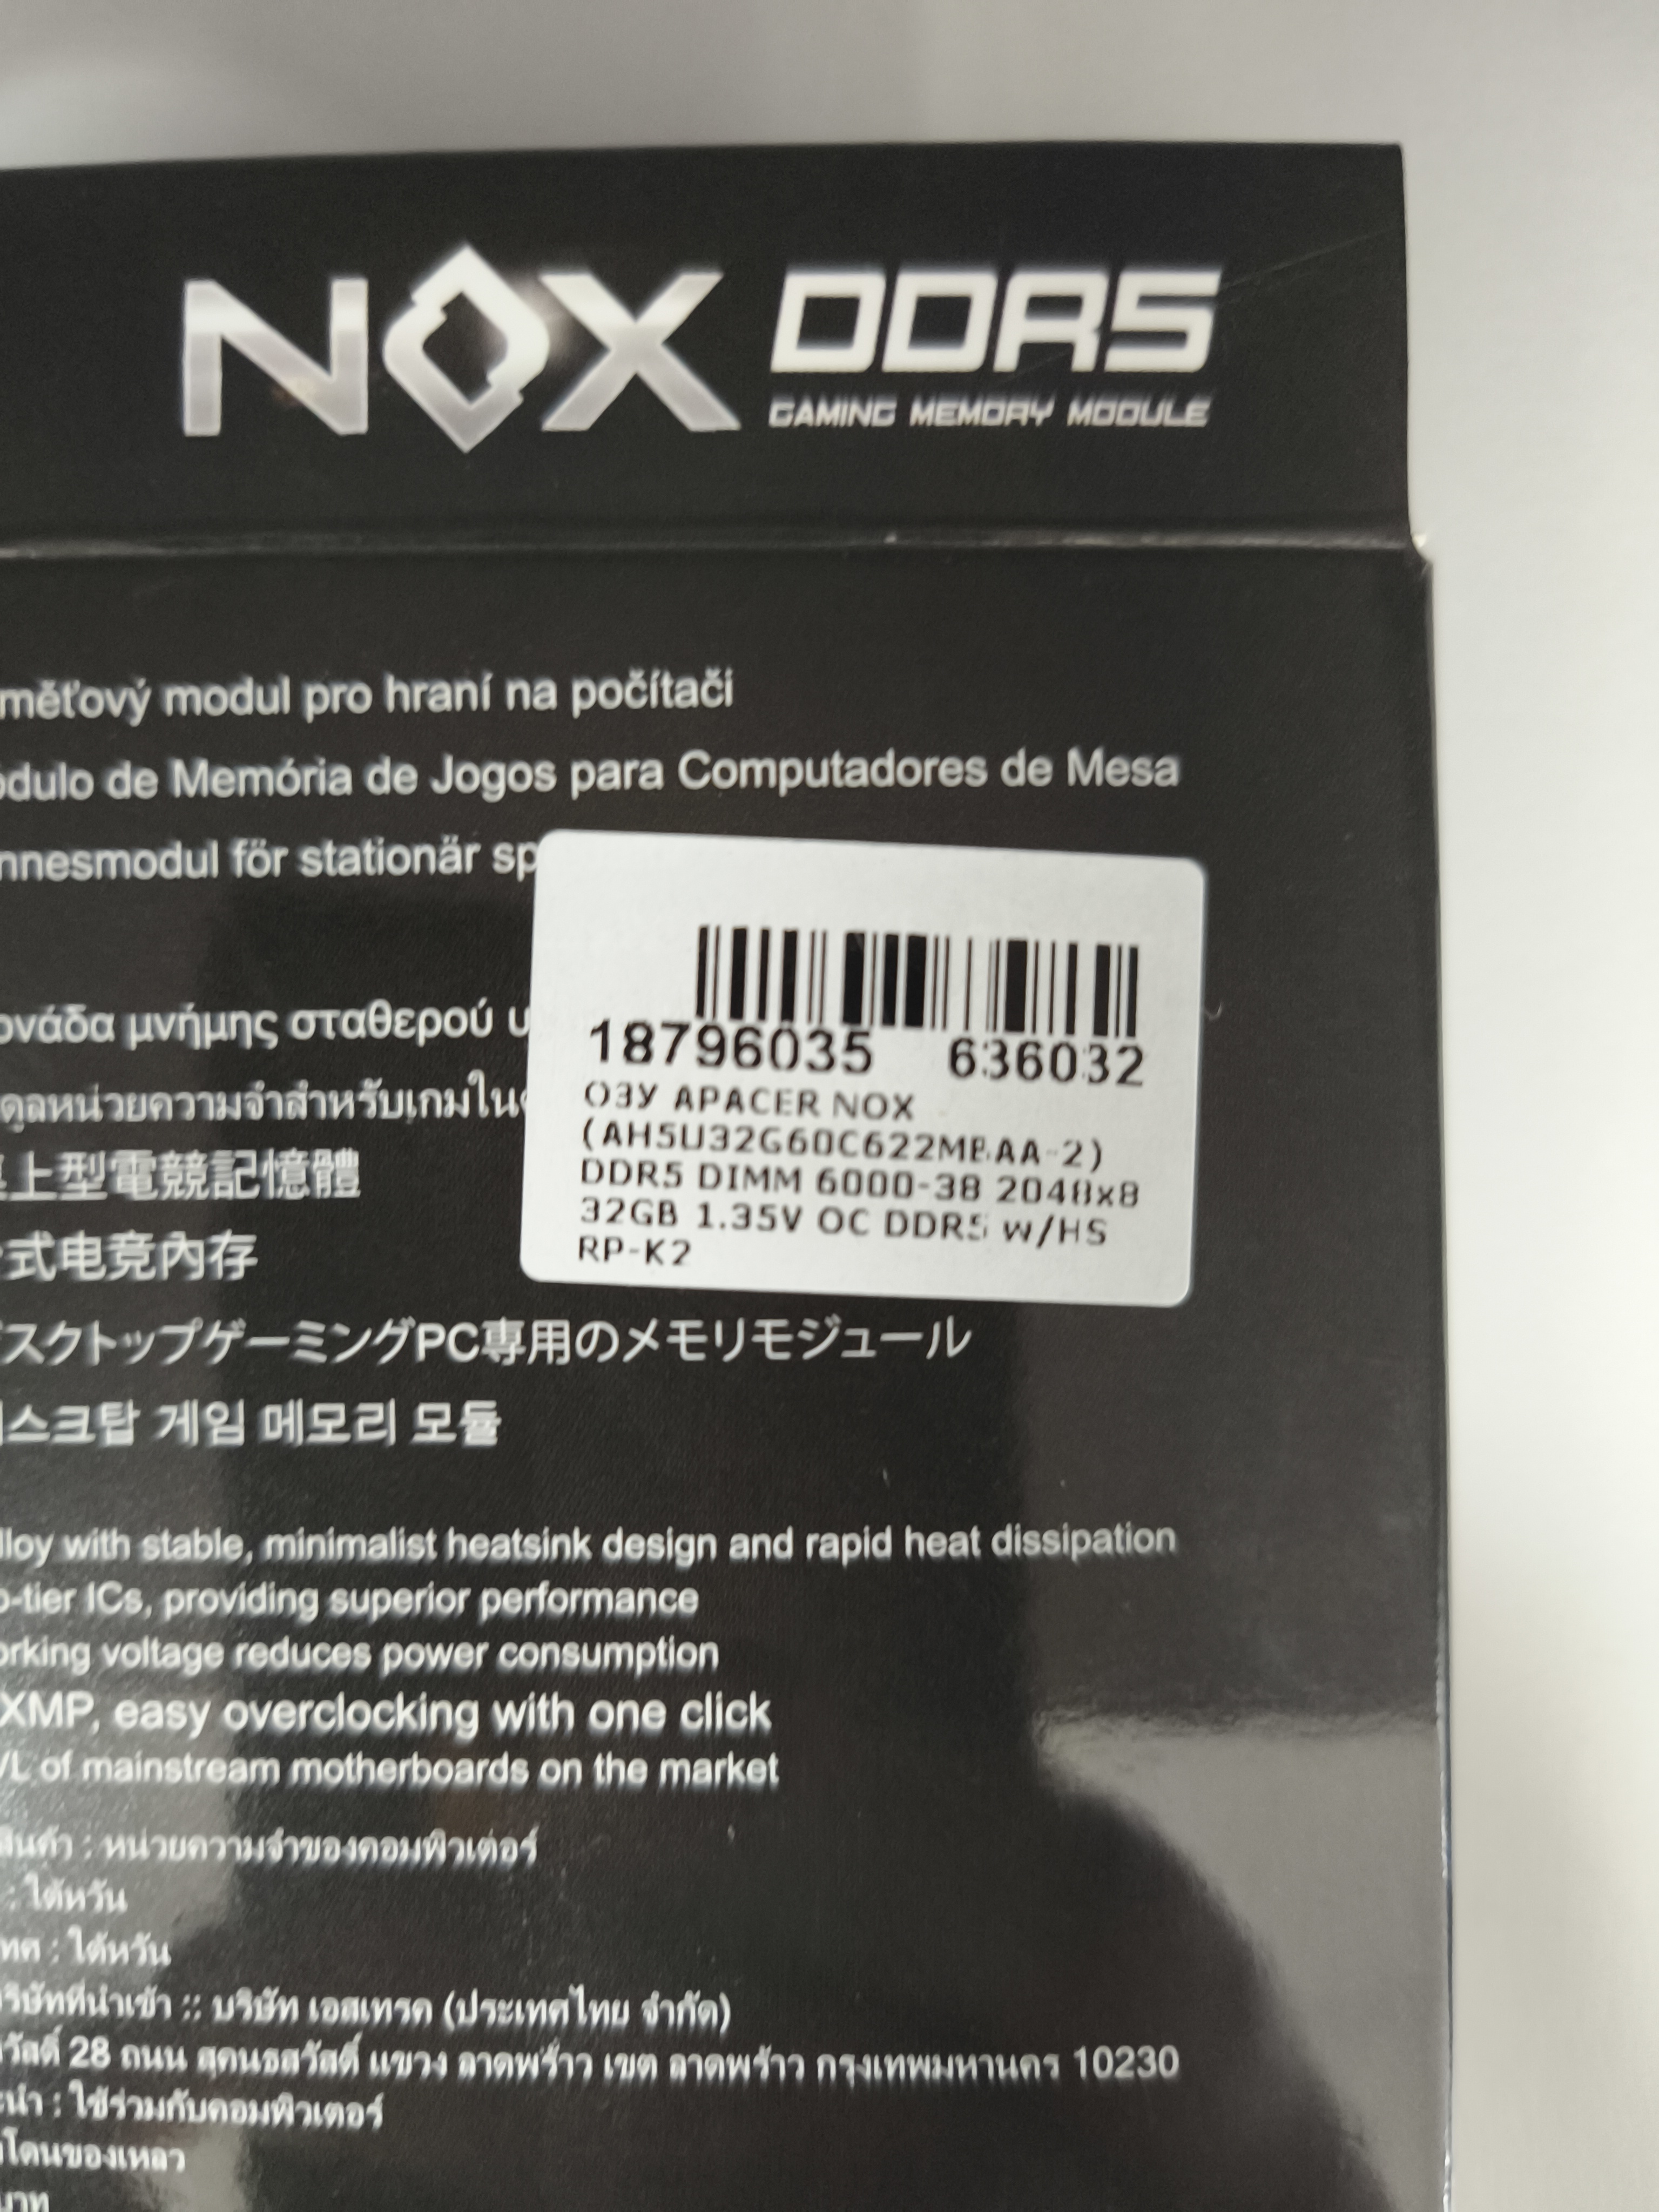 NOX DDR5
GAMING MEMORY MODULE
měťový modul pro hraní na počítači
ódulo de Memória de Jogos para Computadores de Mesa
nnesmodul för stationär sp
18796035 636032
ОЗУ APACER NOX
(AH5U32G60C622MBAA-2)
DDR5 DIMM 6000-38 2048x8
32GB 1.35V OC DDR5 w/HS
RP-K2
ονάδα μνήμης σταθερού υ
ดูลหน่วยความจำสำหรับเกมใน
上型電競記憶體
式电竞內存
スクトップゲーミングPC専用のメモリモジュール
스크탑 게임 메모리 모듈
lloy with stable, minimalist heatsink design and rapid heat dissipation
p-tier ICs, providing superior performance
orking voltage reduces power consumption
XMP, easy overclocking with one click
VL of mainstream motherboards on the market
สินค้า : หน่วยความจำของคอมพิวเตอร์
: ไต้หวัน
เทศ : ไต้หวัน
ริษัทที่นำเข้า :: บริษัท เอสเทรค (ประเทศไทย จำกัด)
วัสดิ์ 28 ถนน สุคนธสวัสดิ์ แขวง ลาดพร้าว เขต ลาดพร้าว กรุงเทพมหานคร 10230
ะนำ : ใช้ร่วมกับคอมพิวเตอร์
โดนของเหลว
บาท